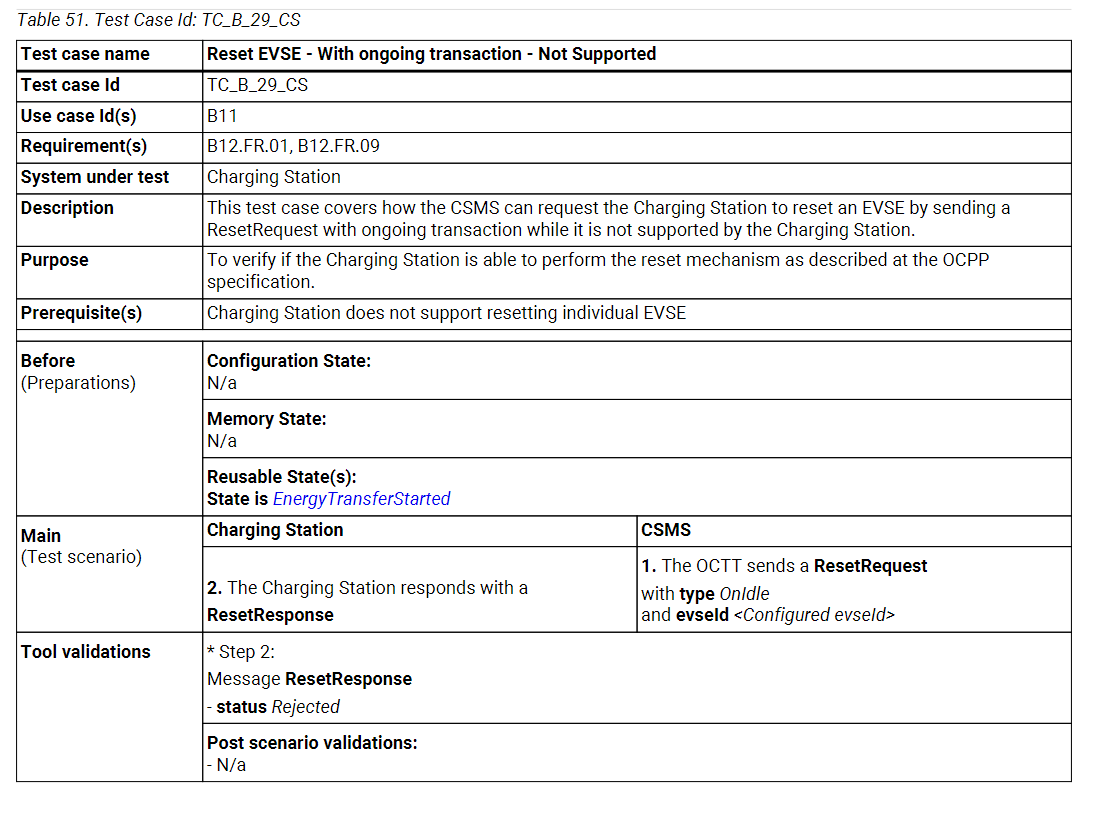 Table 51. Test Case Id: TC_B_29_CS
Test case name
Reset EVSE - With ongoing transaction - Not Supported
Test case Id
TC_B_29_CS
Use case Id(s)
B11
Requirement(s)
B12.FR.01, B12.FR.09
System under test
Charging Station
Description
This test case covers how the CSMS can request the Charging Station to reset an EVSE by sending a
ResetRequest with ongoing transaction while it is not supported by the Charging Station.
Purpose
To verify if the Charging Station is able to perform the reset mechanism as described at the OCPP
specification.
Prerequisite(s)
Charging Station does not support resetting individual EVSE
Before
(Preparations)
Configuration State:
N/a
Memory State:
N/a
Reusable State(s):
State is EnergyTransferStarted
Main
(Test scenario)
Charging Station
CSMS
2. The Charging Station responds with a
ResetResponse
1. The OCTT sends a ResetRequest
with type OnIdle
and evseId <Configured evseId>
Tool validations
* Step 2:
Message ResetResponse
- status Rejected
Post scenario validations:
- N/a